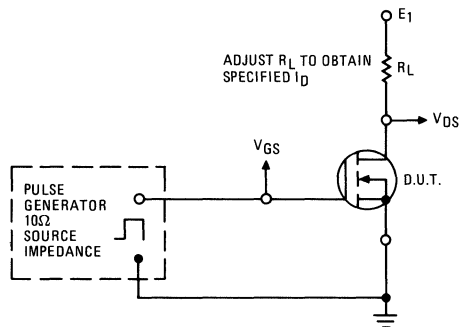 E1
ADJUST RL TO OBTAIN
SPECIFIED ID
RL
VDS
VGS
D.U.T.
PULSE
GENERATOR
10Ω
SOURCE
IMPEDANCE